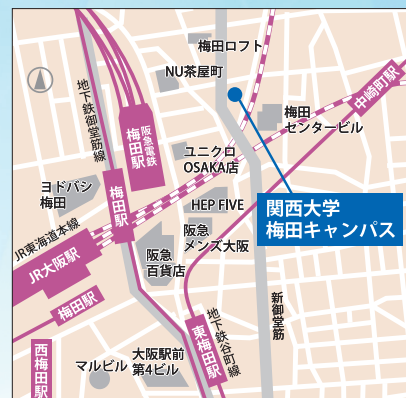 梅田ロフト
NU茶屋町
地下鉄御堂筋線
阪急電鉄
梅田駅
梅田
センタービル
中崎町駅
ユニクロ
OSAKA店
ヨドバシ
梅田
梅田駅
HEP FIVE
関西大学
梅田キャンパス
JR東海道本線
阪急
メンズ大阪
JR大阪駅
阪急
百貨店
梅田駅
新御堂筋
地下鉄谷町線
東梅田駅
西梅田駅
マルビル
大阪駅前
第4ビル